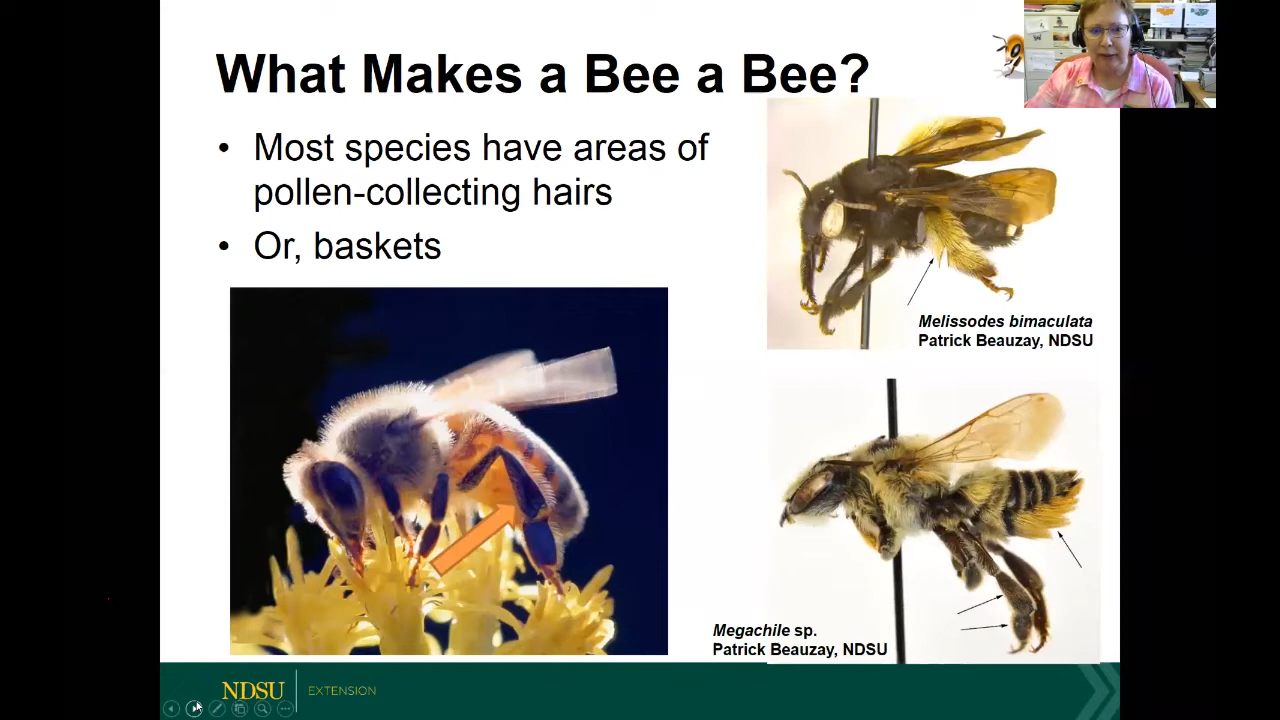 What Makes a Bee a Bee?
• Most species have areas of
pollen-collecting hairs
• Or, baskets
Melissodes bimaculata
Patrick Beauzay, NDSU
Megachile sp.
Patrick Beauzay, NDSU
NDSU
EXTENSION